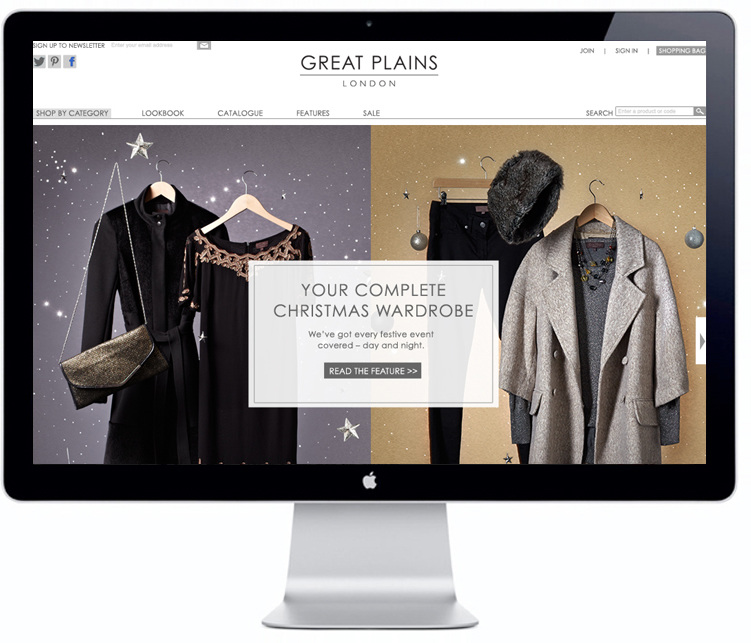 SIGN UP TO NEWSLETTER
Enter your email address
JOIN | SIGN IN | SHOPPING BAG
GREAT PLAINS
LONDON
SHOP BY CATEGORY
LOOKBOOK
CATALOGUE
FEATURES
SALE
SEARCH
Enter a product or code
YOUR COMPLETE
CHRISTMAS WARDROBE
We've got every festive event
covered – day and night.
READ THE FEATURE >>